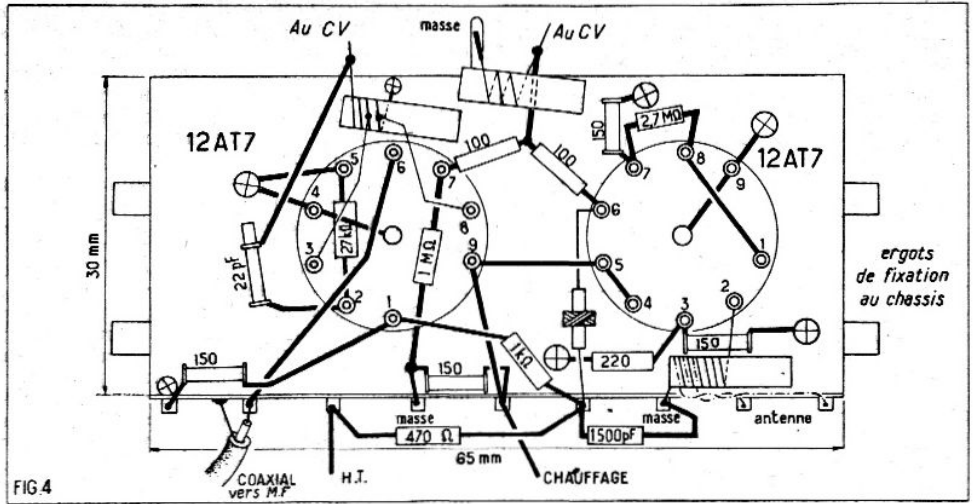 Au CV
masse
Au CV
12AT7
12AT7
100
100
150
2,7 MΩ
5
6
7
4
8
3
9
2
1
27 kΩ
1 MΩ
22 pF
7
8
9
6
1
5
4
3
2
30 mm
ergots
de fixation
au chassis
150
150
1 kΩ
220
150
masse
masse
antenne
470 Ω
1500pF
65 mm
COAXIAL
vers M.F
H.T.
CHAUFFAGE
FIG.4